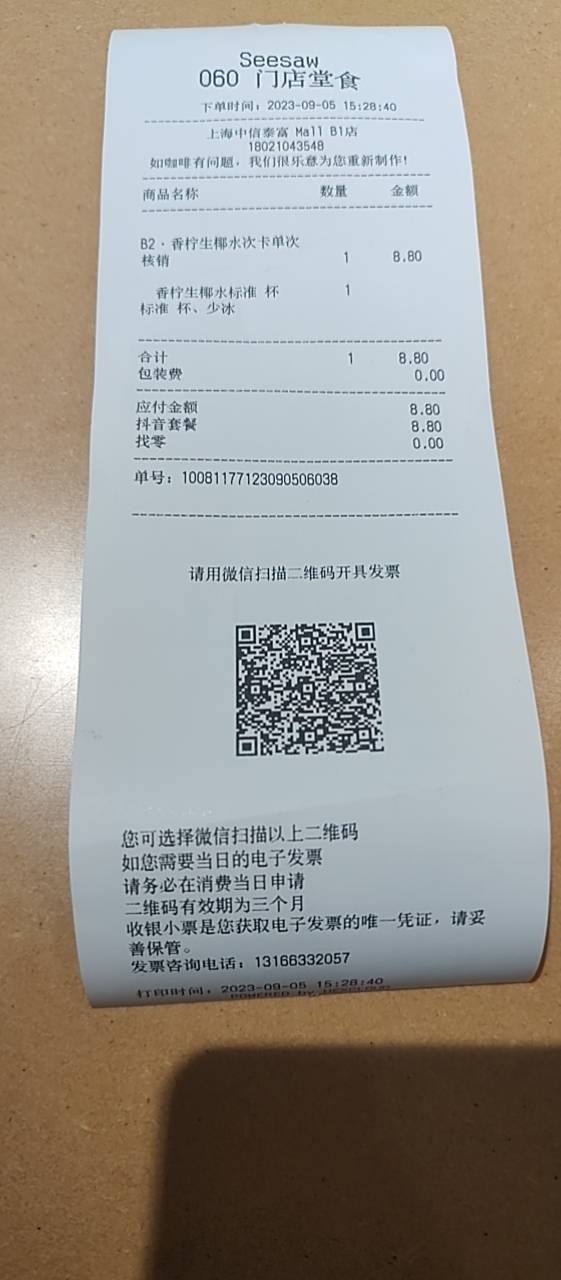 Seesaw
060 门店堂食
下单时间：2023-09-05 15:28:40
上海中信泰富 Mall B1店
18021043548
如咖啡有问题，我们很乐意为您重新制作！
商品名称 数量 金额
B2·香柠生椰水次卡单次
核销 1 8.80
香柠生椰水标准 杯 1
标准 杯、少冰
合计 1 8.80
包装费 0.00
应付金额 8.80
抖音套餐 8.80
找零 0.00
单号：10081177123090506038
请用微信扫描二维码开具发票
您可选择微信扫描以上二维码
如您需要当日的电子发票
请务必在消费当日申请
二维码有效期为三个月
收银小票是您获取电子发票的唯一凭证，请妥
善保管。
发票咨询电话：13166332057
打印时间：2023-09-05 15:28:40
POWERED BY HEXCLOUD